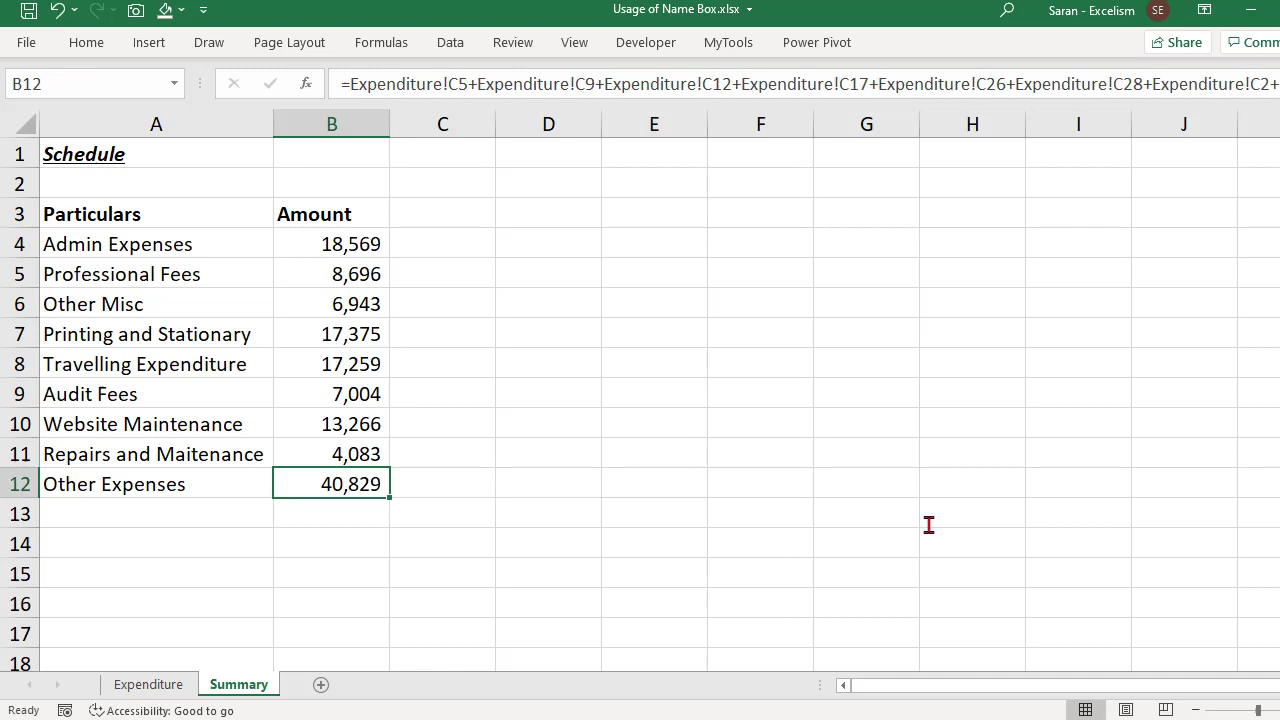 Usage of Name Box.xlsx
Saran - Excelism SE
File Home Insert Draw Page Layout Formulas Data Review View Developer MyTools Power Pivot Share Comm
B12 fx =Expenditure!C5+Expenditure!C9+Expenditure!C12+Expenditure!C17+Expenditure!C26+Expenditure!C28+Expenditure!C2+
A B C D E F G H I J
1 Schedule
2
3 Particulars Amount
4 Admin Expenses 18,569
5 Professional Fees 8,696
6 Other Misc 6,943
7 Printing and Stationary 17,375
8 Travelling Expenditure 17,259
9 Audit Fees 7,004
10 Website Maintenance 13,266
11 Repairs and Maitenance 4,083
12 Other Expenses 40,829
13
14
15
16
17
18
Expenditure Summary
Ready Accessibility: Good to go